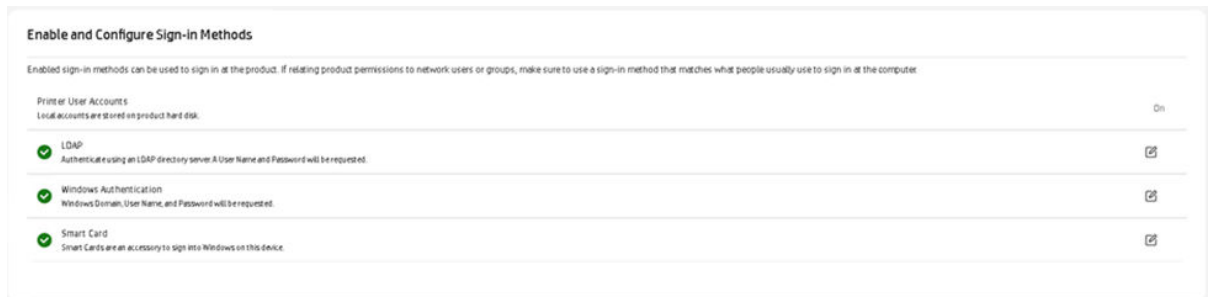 Enable and Configure Sign-in Methods
Enabled sign-in methods can be used to sign in at the product. If relating product permissions to network users or groups, make sure to use a sign-in method that matches what people usually use to sign in at the computer.
Printer User Accounts
On
Local accounts are stored on product hard disk.
LDAP
Authenticate using an LDAP directory server. A User Name and Password will be requested.
Windows Authentication
Windows Domain, User Name, and Password will be requested.
Smart Card
Smart Cards are an accessory to sign into Windows on this device.